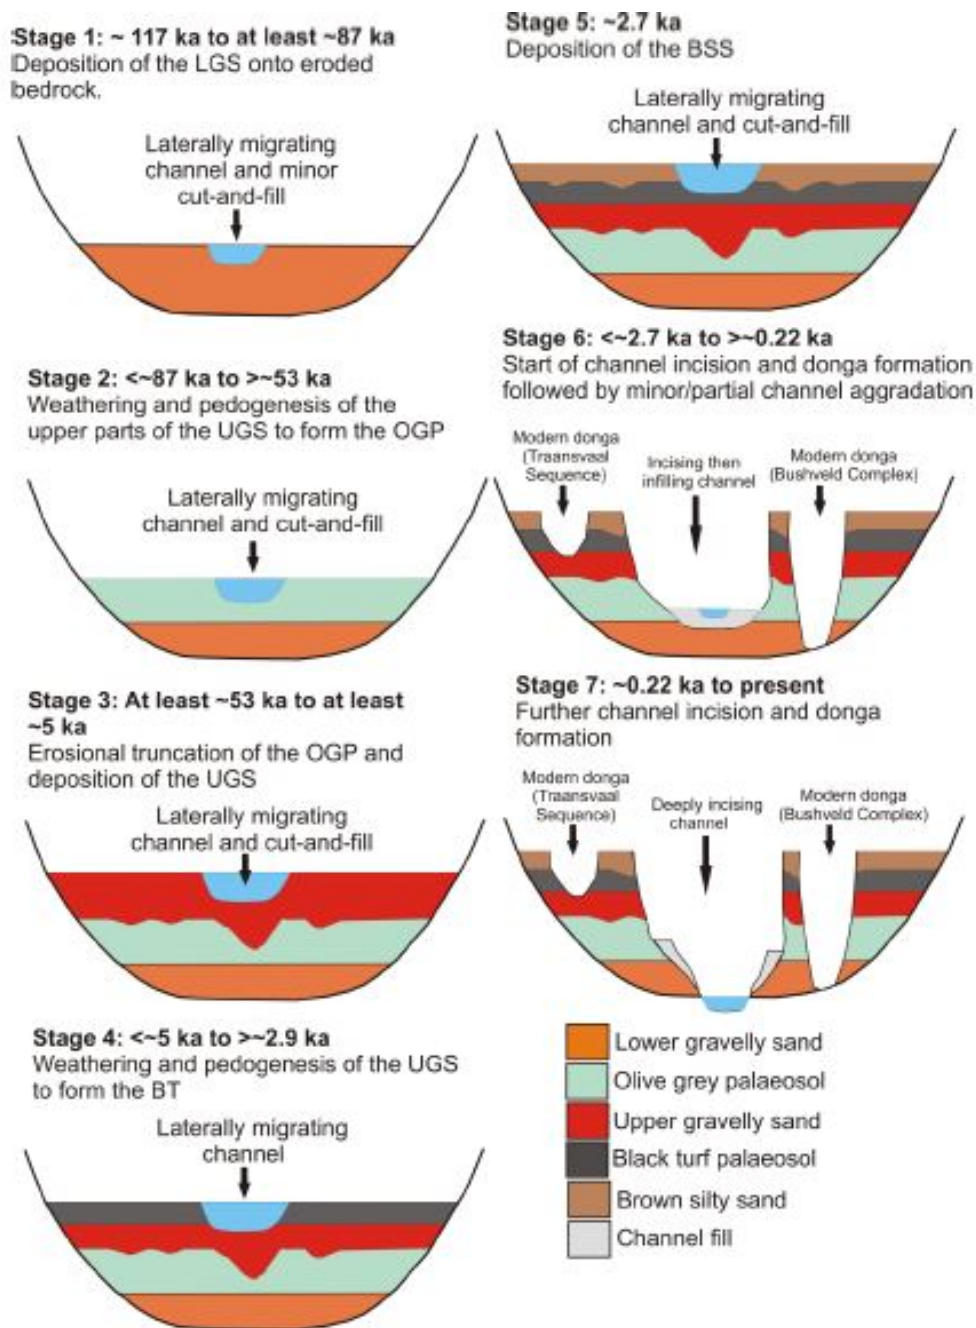 Stage 1: ~ 117 ka to at least ~87 ka
Deposition of the LGS onto eroded
bedrock.
Laterally migrating
channel and minor
cut-and-fill
Stage 2: <~87 ka to >~53 ka
Weathering and pedogenesis of the
upper parts of the UGS to form the OGP
Laterally migrating
channel and cut-and-fill
Stage 3: At least ~53 ka to at least
~5 ka
Erosional truncation of the OGP and
deposition of the UGS
Laterally migrating
channel and cut-and-fill
Stage 4: <~5 ka to >~2.9 ka
Weathering and pedogenesis of the UGS
to form the BT
Laterally migrating
channel
Stage 5: ~2.7 ka
Deposition of the BSS
Laterally migrating
channel and cut-and-fill
Stage 6: <~2.7 ka to >~0.22 ka
Start of channel incision and donga formation
followed by minor/partial channel aggradation
Modern donga
(Traansvaal
Sequence)
Incising then
infilling channel
Modern donga
(Bushveld Complex)
Stage 7: ~0.22 ka to present
Further channel incision and donga
formation
Modern donga
(Traansvaal
Sequence)
Deeply incising
channel
Modern donga
(Bushveld Complex)
Lower gravelly sand
Olive grey palaeosol
Upper gravelly sand
Black turf palaeosol
Brown silty sand
Channel fill